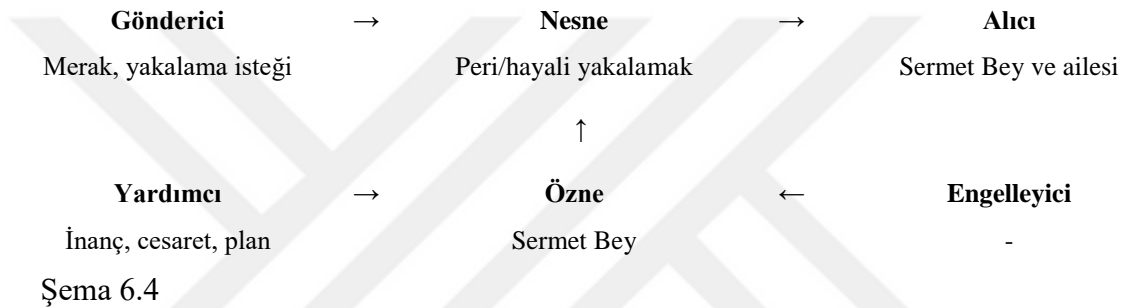 Gönderici → Nesne → Alıcı
Merak, yakalama isteği Peri/hayali yakalamak Sermet Bey ve ailesi
↑
Yardımcı → Özne ← Engelleyici
İnanç, cesaret, plan Sermet Bey -
Şema 6.4